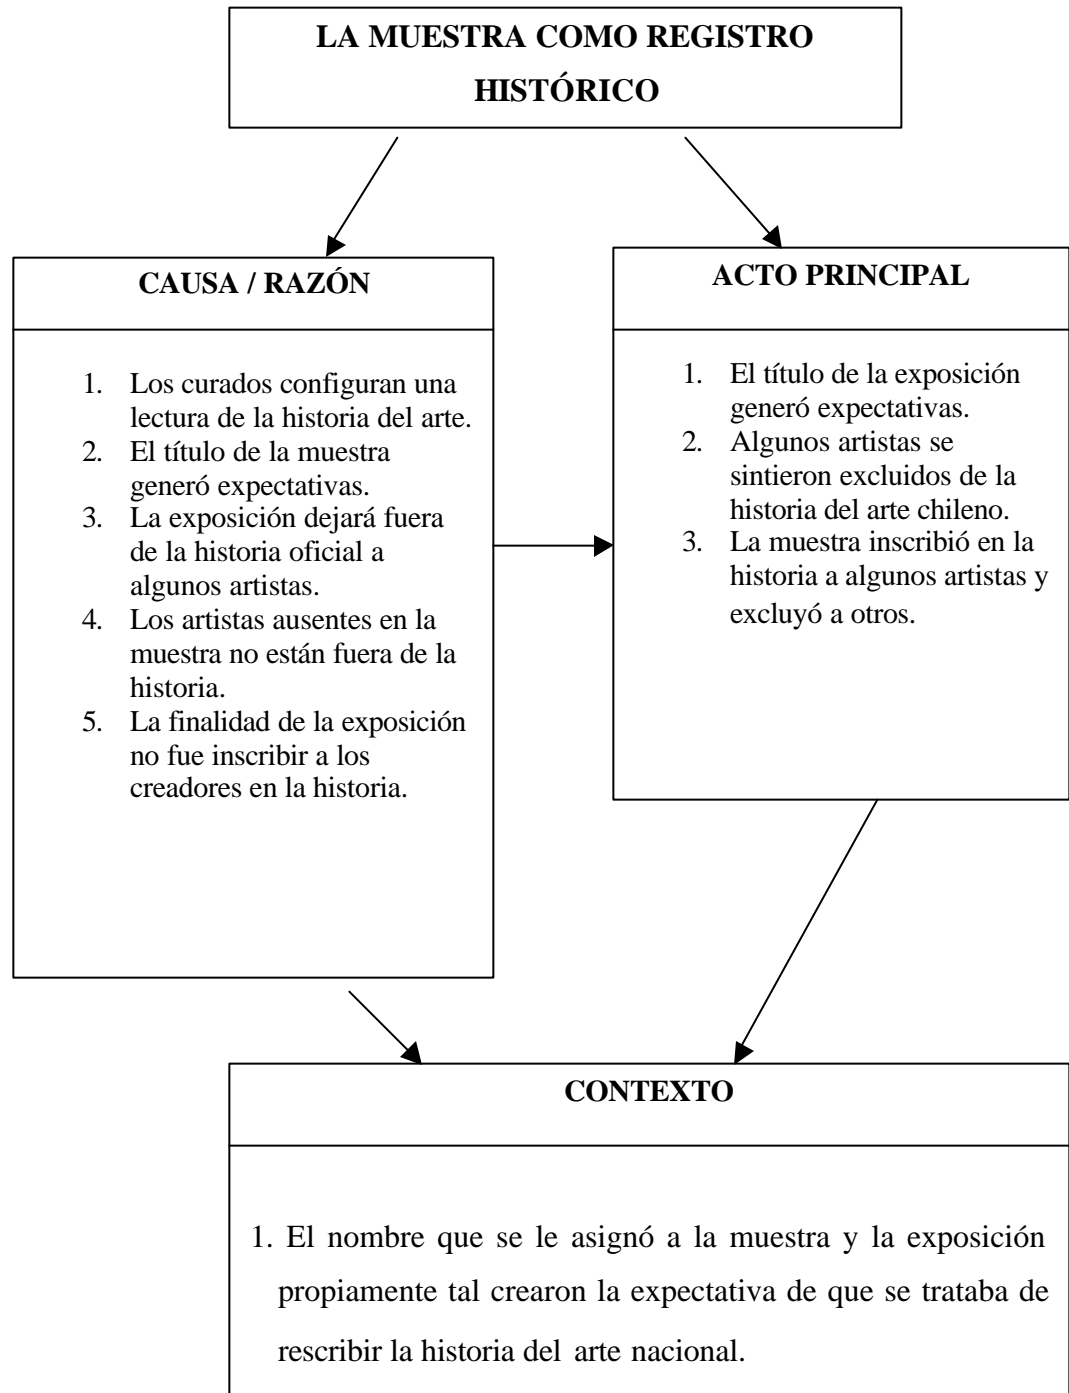 LA MUESTRA COMO REGISTRO
HISTÓRICO
CAUSA / RAZÓN
1. Los curados configuran una
lectura de la historia del arte.
2. El título de la muestra
generó expectativas.
3. La exposición dejará fuera
de la historia oficial a
algunos artistas.
4. Los artistas ausentes en la
muestra no están fuera de la
historia.
5. La finalidad de la exposición
no fue inscribir a los
creadores en la historia.
ACTO PRINCIPAL
1. El título de la exposición
generó expectativas.
2. Algunos artistas se
sintieron excluidos de la
historia del arte chileno.
3. La muestra inscribió en la
historia a algunos artistas y
excluyó a otros.
CONTEXTO
1. El nombre que se le asignó a la muestra y la exposición
propiamente tal crearon la expectativa de que se trataba de
rescribir la historia del arte nacional.